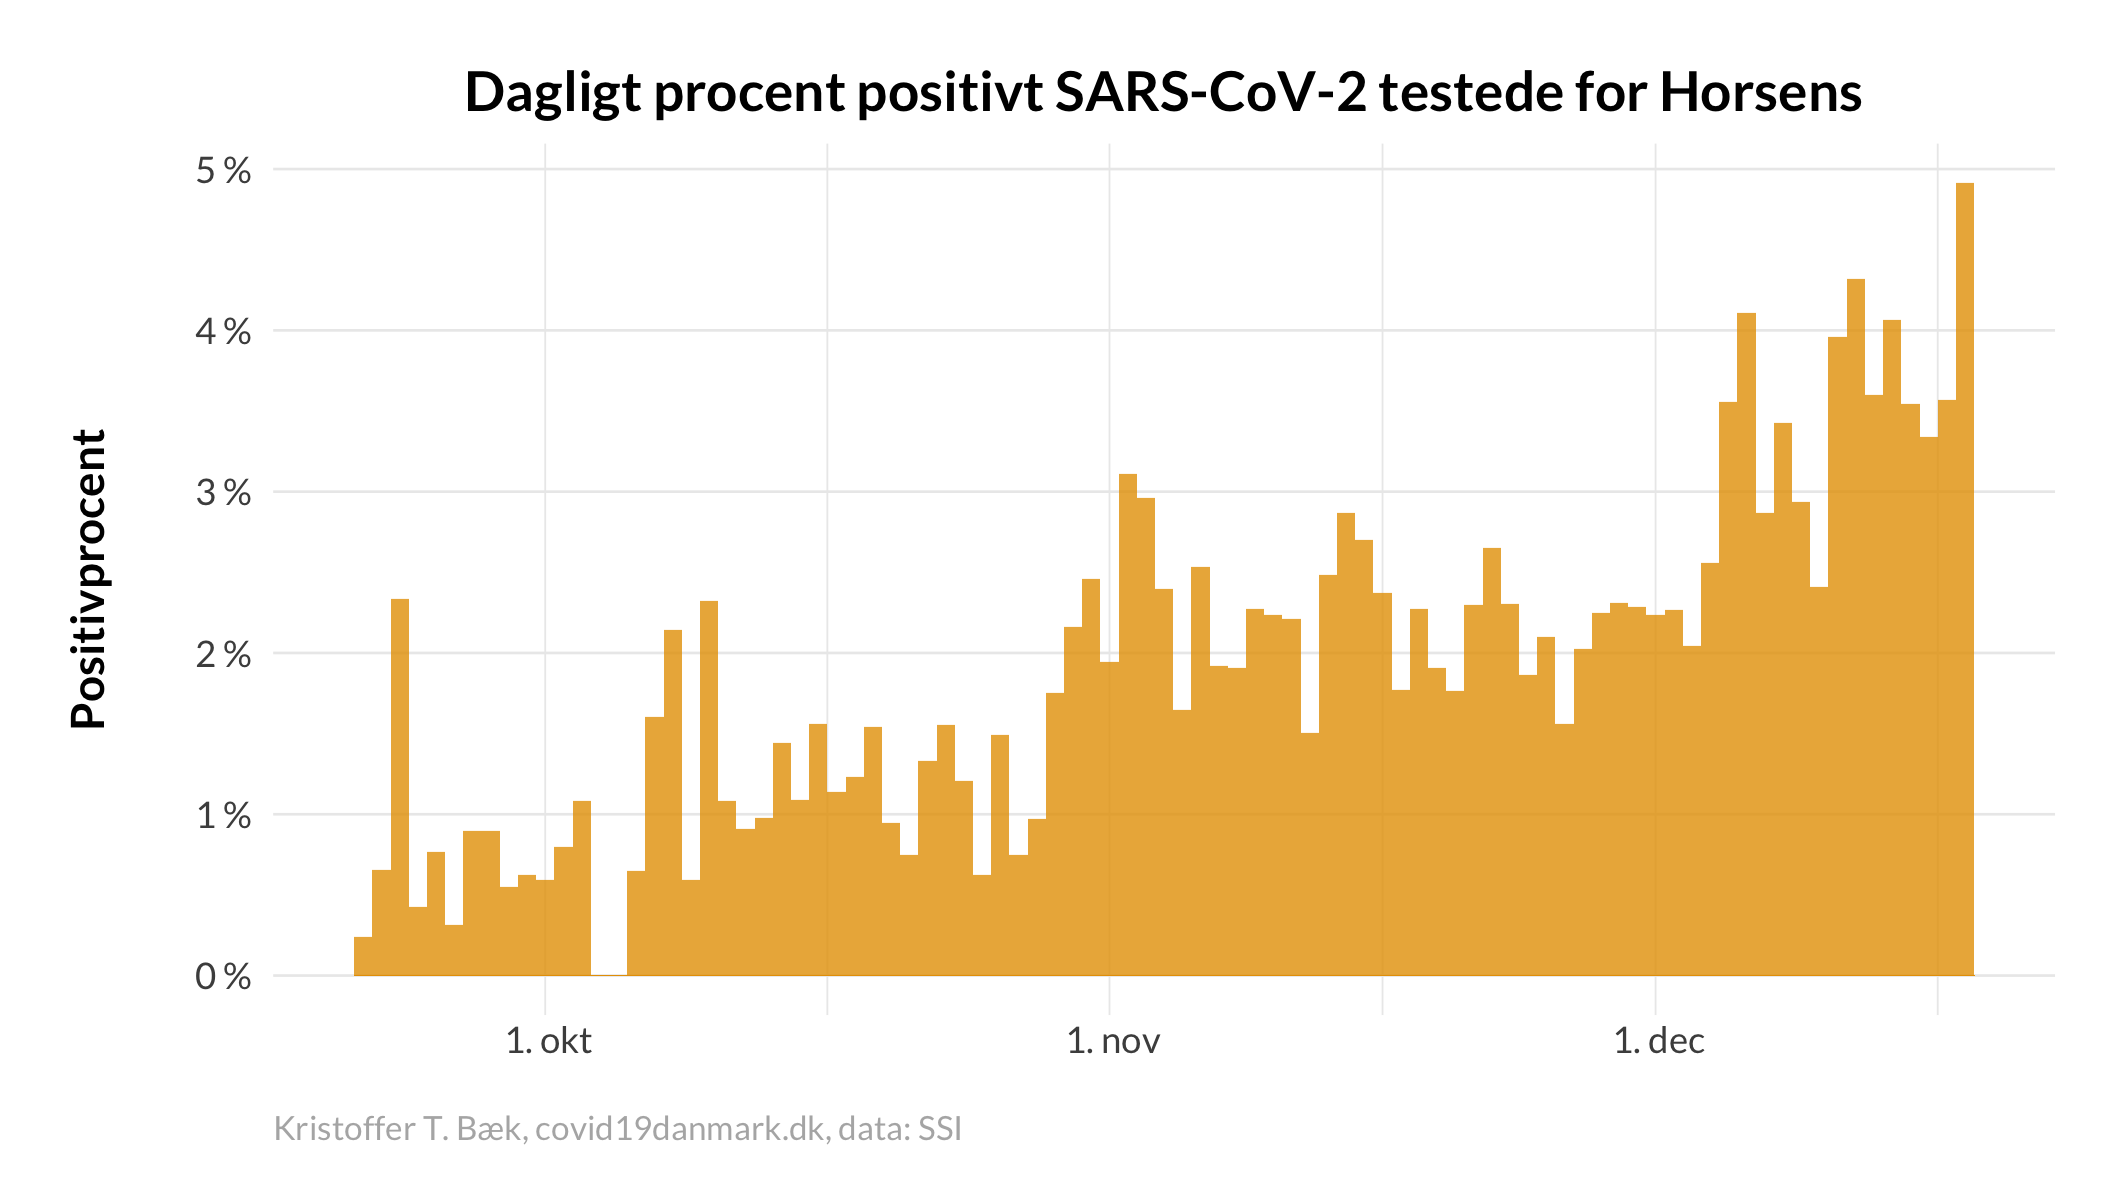 Dagligt procent positivt SARS-CoV-2 testede for Horsens
Positivprocent
5 %
4 %
3 %
2 %
1 %
0 %
1. okt
1. nov
1. dec
Kristoffer T. Bæk, covid19danmark.dk, data: SSI